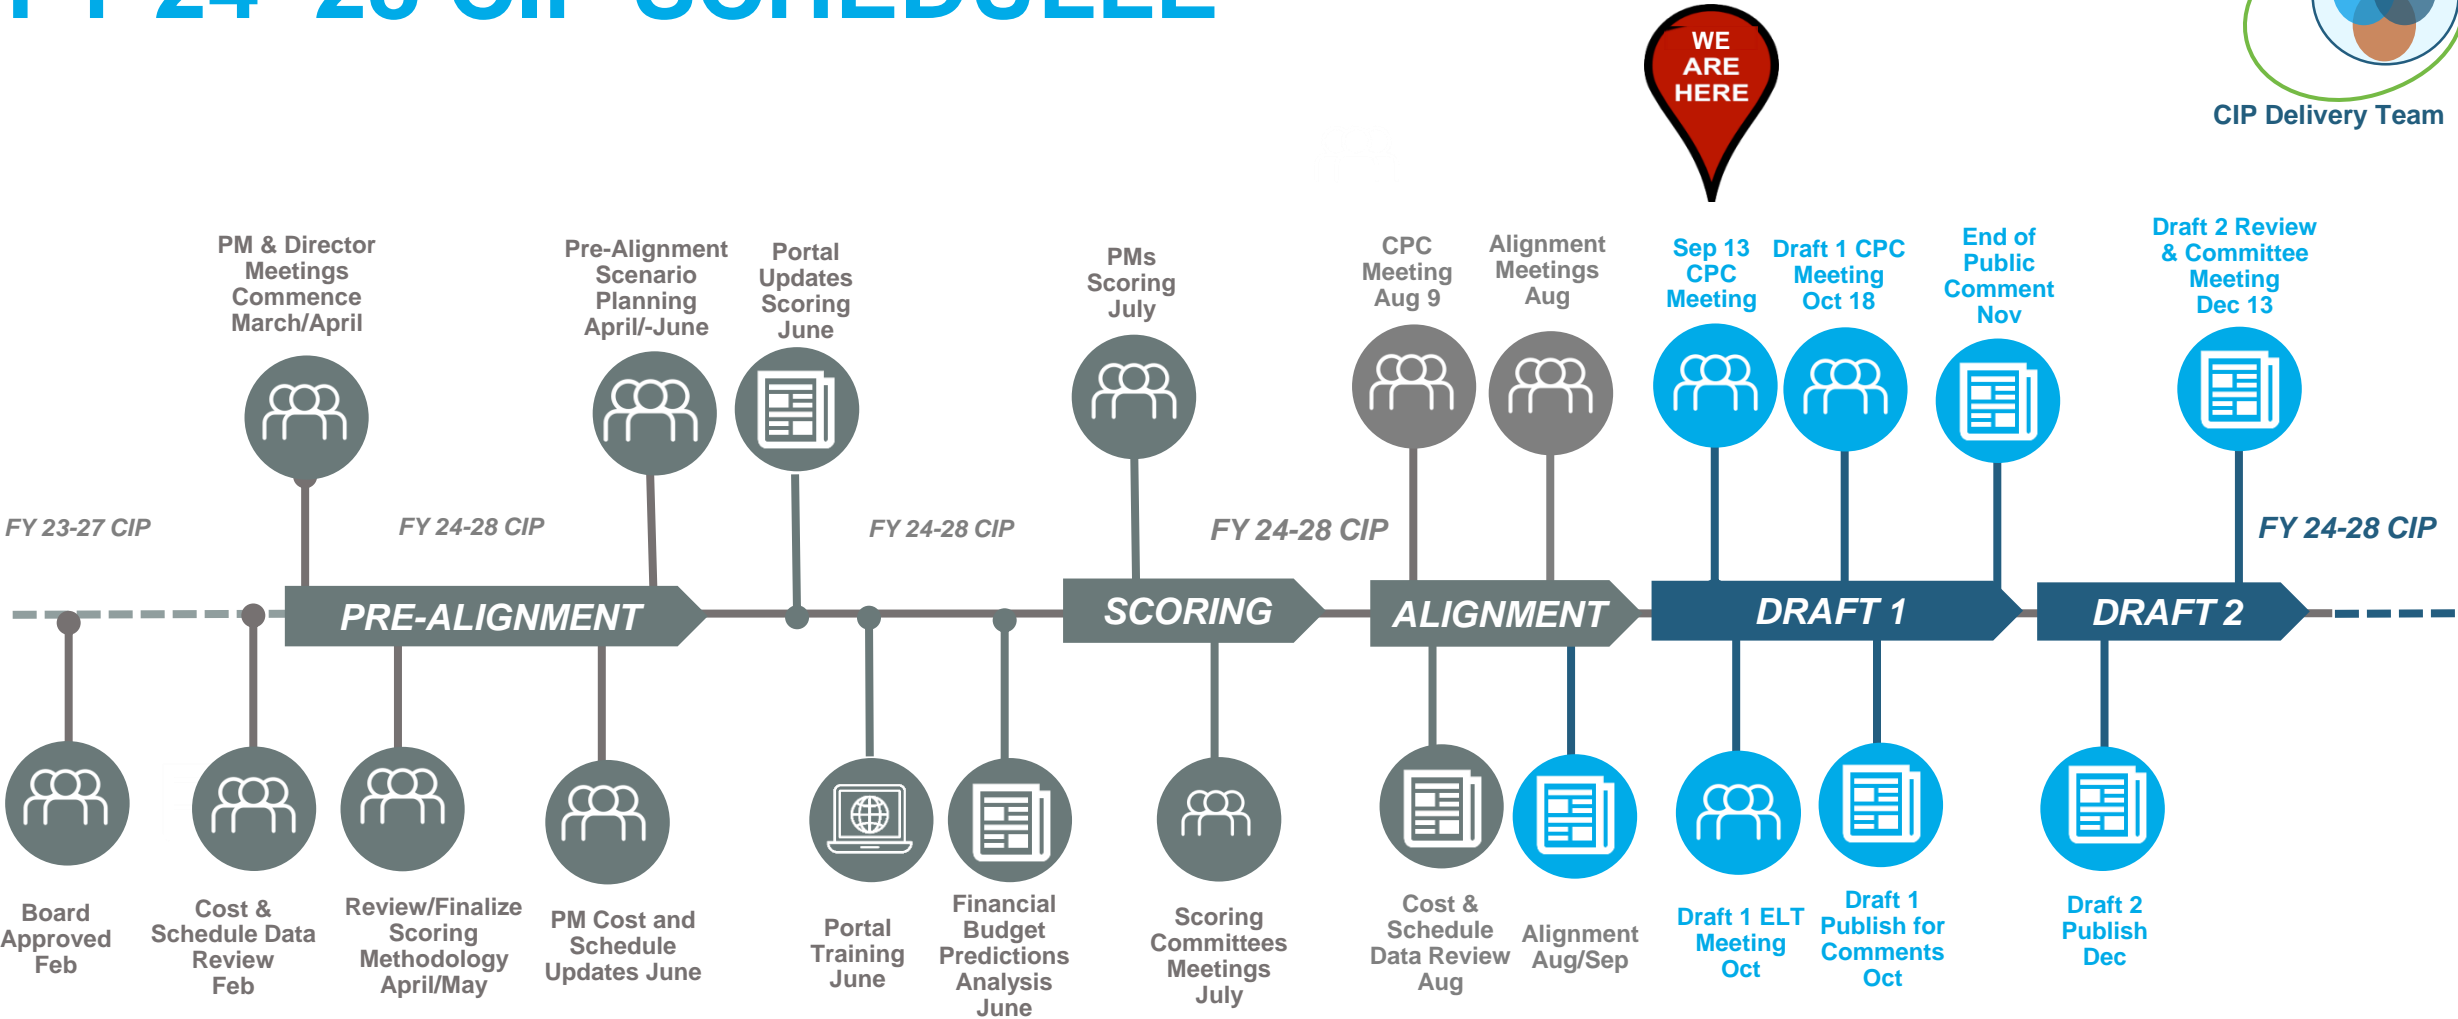 FY 24-28 CIP SCHEDULEE
WE
ARE
HERE
CIP Delivery Team
PM & Director
Meetings
Commence
March/April
Pre-Alignment
Scenario
Planning
April/-June
Portal
Updates
Scoring
June
PMs
Scoring
July
CPC
Meeting
Aug 9
Alignment
Meetings
Aug
Sep 13
CPC
Meeting
Draft 1 CPC
Meeting
Oct 18
End of
Public
Comment
Nov
Draft 2 Review
& Committee
Meeting
Dec 13
FY 23-27 CIP
FY 24-28 CIP
FY 24-28 CIP
FY 24-28 CIP
FY 24-28 CIP
PRE-ALIGNMENT
SCORING
ALIGNMENT
DRAFT 1
DRAFT 2
Board
Approved
Feb
Cost &
Schedule Data
Review
Feb
Review/Finalize
Scoring
Methodology
April/May
PM Cost and
Schedule
Updates June
Portal
Training
June
Financial
Budget
Predictions
Analysis
June
Scoring
Committees
Meetings
July
Cost &
Schedule
Data Review
Aug
Alignment
Aug/Sep
Draft 1 ELT
Meeting
Oct
Draft 1
Publish for
Comments
Oct
Draft 2
Publish
Dec